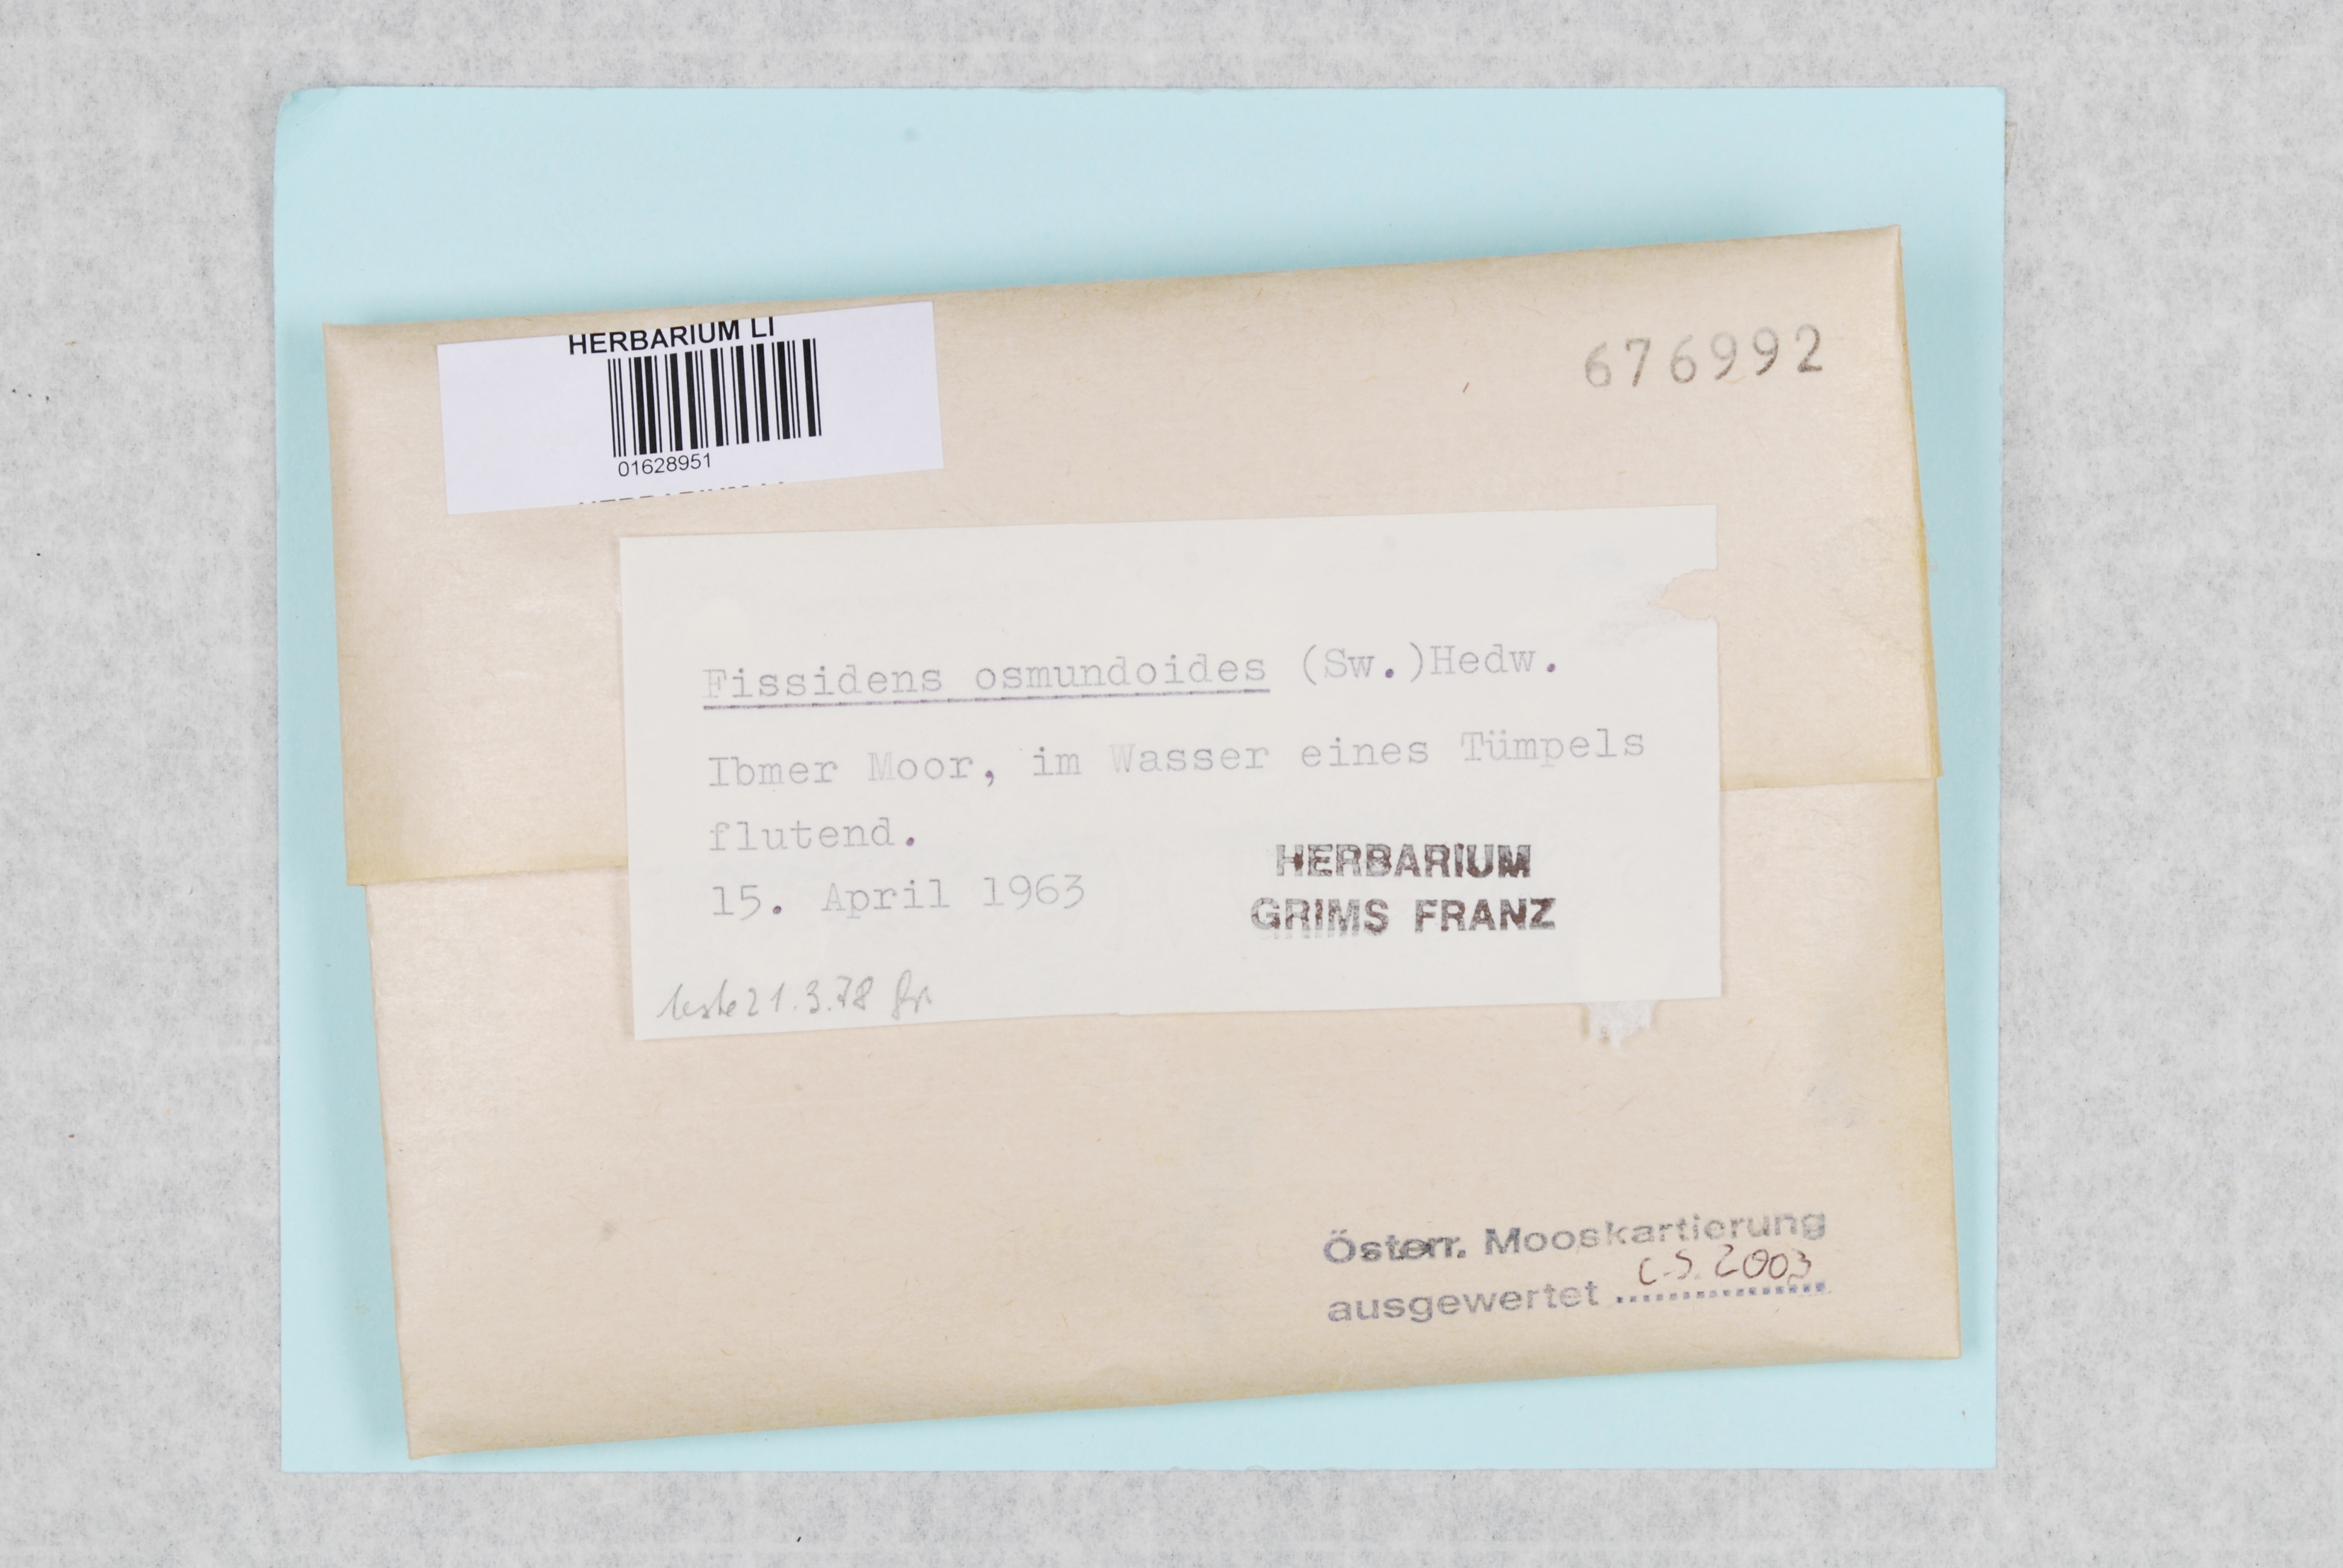 HERBARIUM LI
01628951
676992
Fissidens osmundoides (Sw.)Hedw.
Ibmer Moor, im Wasser eines Tümpels
flutend.
15. April 1963
HERBARIUM
GRIMS FRANZ
teste 21.3.78 Gr.
Österr. Mooskartierung
ausgewertet C.S. 2003